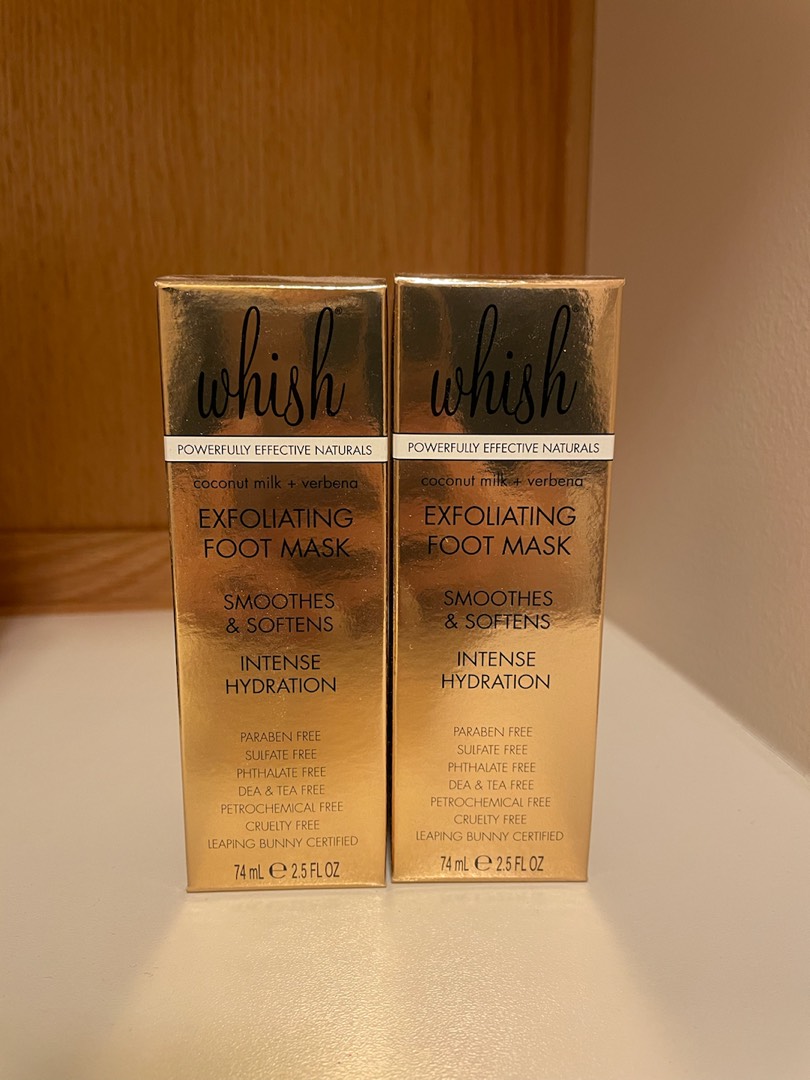 whish®
POWERFULLY EFFECTIVE NATURALS
coconut milk + verbena
EXFOLIATING
FOOT MASK
SMOOTHES
& SOFTENS
INTENSE
HYDRATION
PARABEN FREE
SULFATE FREE
PHTHALATE FREE
DEA & TEA FREE
PETROCHEMICAL FREE
CRUELTY FREE
LEAPING BUNNY CERTIFIED
74 mL ℮ 2.5 FL OZ
whish®
POWERFULLY EFFECTIVE NATURALS
coconut milk + verbena
EXFOLIATING
FOOT MASK
SMOOTHES
& SOFTENS
INTENSE
HYDRATION
PARABEN FREE
SULFATE FREE
PHTHALATE FREE
DEA & TEA FREE
PETROCHEMICAL FREE
CRUELTY FREE
LEAPING BUNNY CERTIFIED
74 mL ℮ 2.5 FL OZ